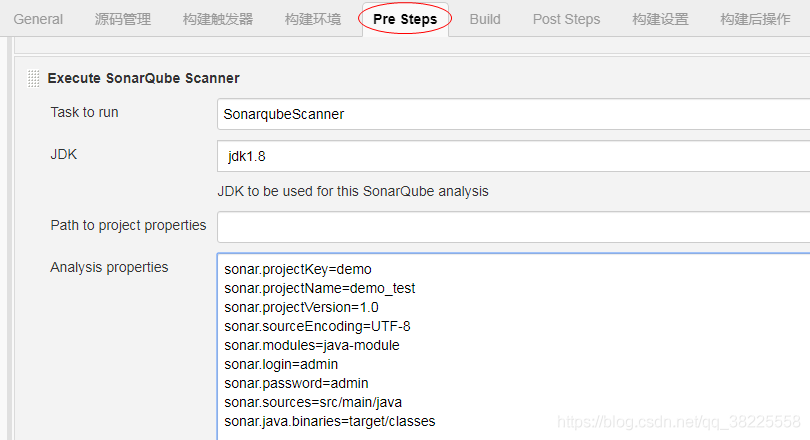 General 源码管理 构建触发器 构建环境 Pre Steps Build Post Steps 构建设置 构建后操作
Execute SonarQube Scanner
Task to run SonarqubeScanner
JDK jdk1.8
JDK to be used for this SonarQube analysis
Path to project properties
Analysis properties sonar.projectKey=demo
sonar.projectName=demo_test
sonar.projectVersion=1.0
sonar.sourceEncoding=UTF-8
sonar.modules=java-module
sonar.login=admin
sonar.password=admin
sonar.sources=src/main/java
sonar.java.binaries=target/classes
https://blog.csdn.net/qq_38225558